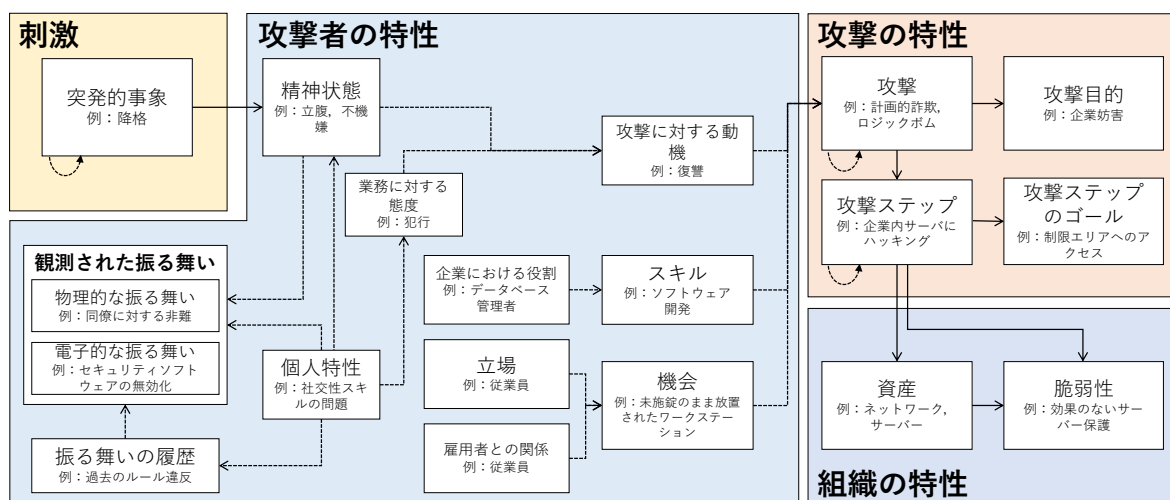 刺激
突発的事象
例：降格
攻撃者の特性
精神状態
例：立腹，不機
嫌
攻撃に対する動
機
例：復讐
業務に対する
態度
例：犯行
観測された振る舞い
物理的な振る舞い
例：同僚に対する非難
電子的な振る舞い
例：セキュリティソフト
ウェアの無効化
振る舞いの履歴
例：過去のルール違反
個人特性
例：社交性スキ
ルの問題
企業における役割
例：データベース
管理者
スキル
例：ソフトウェア
開発
立場
例：従業員
雇用者との関係
例：従業員
機会
例：未施錠のまま放置
されたワークステー
ション
攻撃の特性
攻撃
例：計画的詐欺，
ロジックボム
攻撃目的
例：企業妨害
攻撃ステップ
例：企業内サーバに
ハッキング
攻撃ステップ
のゴール
例：制限エリアへのア
クセス
資産
例：ネットワーク，
サーバー
脆弱性
例：効果のないサー
バー保護
組織の特性